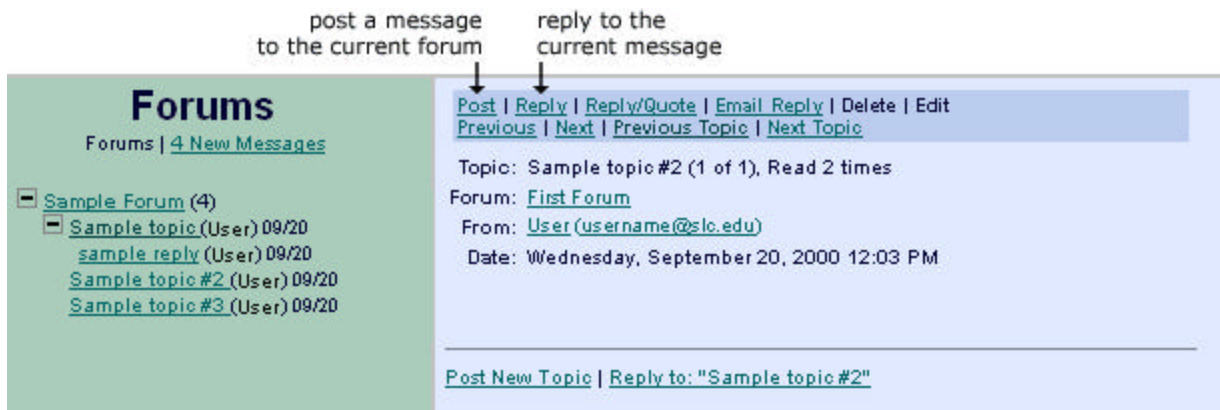 post a message
to the current forum
reply to the
current message
Forums
Forums | 4 New Messages
Sample Forum (4)
Sample topic (User) 09/20
sample reply (User) 09/20
Sample topic #2 (User) 09/20
Sample topic #3 (User) 09/20
Post | Reply | Reply/Quote | Email Reply | Delete | Edit
Previous | Next | Previous Topic | Next Topic
Topic: Sample topic #2 (1 of 1), Read 2 times
Forum: First Forum
From: User (username@slc.edu)
Date: Wednesday, September 20, 2000 12:03 PM
Post New Topic | Reply to: "Sample topic #2"